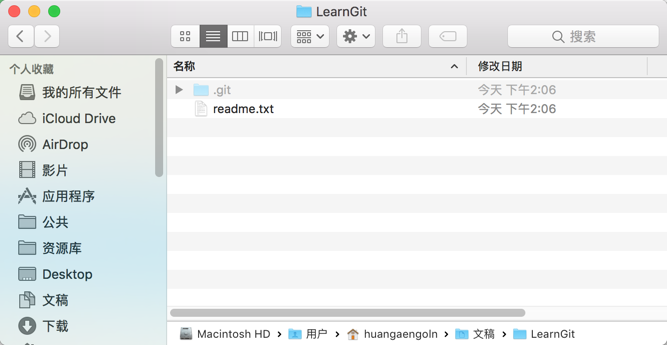 LearnGit
搜索
个人收藏
我的所有文件
iCloud Drive
AirDrop
影片
应用程序
公共
资源库
Desktop
文稿
下载
名称 修改日期
.git 今天 下午2:06
readme.txt 今天 下午2:06
Macintosh HD › 用户 › huangaengoln › 文稿 › LearnGit